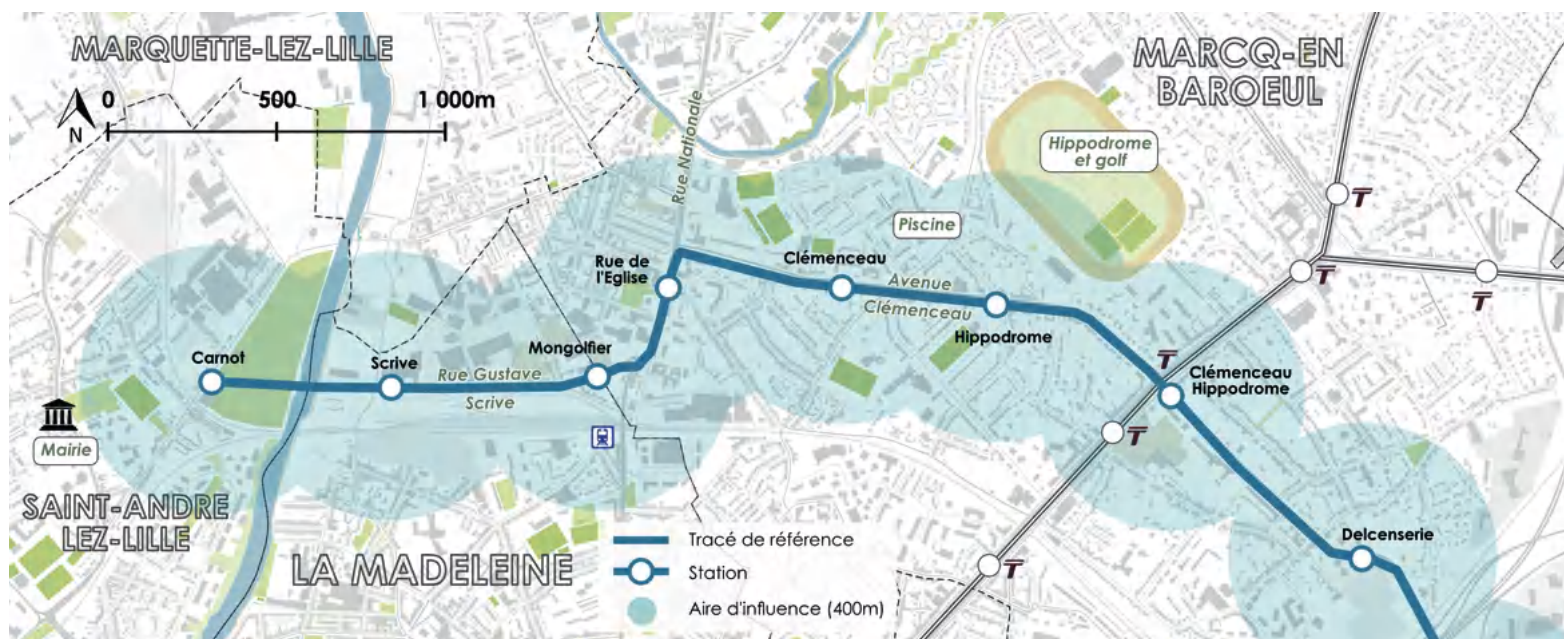 MARQUETTE-LEZ-LILLE
0 500 1 000m
N
MARCQ-EN
BAROEUL
Rue Nationale
Hippodrome
et golf
T
Piscine
Rue de
l'Eglise
Clémenceau
Avenue
Clémenceau
T
T
Hippodrome
Carnot
Scrive
Mongolfier
Rue Gustave
Scrive
T
Clémenceau
Hippodrome
T
Mairie
SAINT-ANDRE
LEZ-LILLE
LA MADELEINE
Delcenserie
T
Tracé de référence
Station
Aire d'influence (400m)